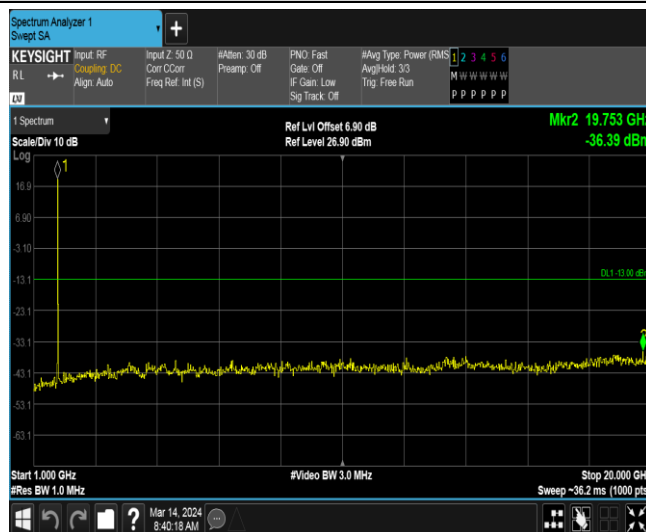 Spectrum Analyzer 1
Swept SA
KEYSIGHT
RL
LXI
Input: RF
Coupling: DC
Align: Auto
Input Z: 50 Ω
Corr CCorr
Freq Ref: Int (S)
#Atten: 30 dB
Preamp: Off
PNO: Fast
Gate: Off
IF Gain: Low
Sig Track: Off
#Avg Type: Power (RMS
Avg|Hold: 3/3
Trig: Free Run
1 2 3 4 5 6
M W W W W W
P P P P P P
1 Spectrum
Scale/Div 10 dB
Log
Ref Lvl Offset 6.90 dB
Ref Level 26.90 dBm
Mkr2 19.753 GHz
-36.39 dBm
1
16.9
6.90
-3.10
-13.1
DL1 -13.00 dBm
-23.1
-33.1
-43.1
-53.1
-63.1
Start 1.000 GHz
#Res BW 1.0 MHz
#Video BW 3.0 MHz
Stop 20.000 GH
Sweep ~36.2 ms (1000 pts
?
Mar 14, 2024
8:40:18 AM